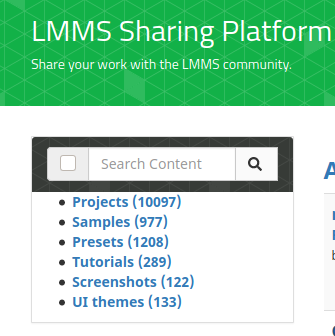 LMMS Sharing Platform
Share your work with the LMMS community.
Search Content
Projects (10097)
Samples (977)
Presets (1208)
Tutorials (289)
Screenshots (122)
UI themes (133)